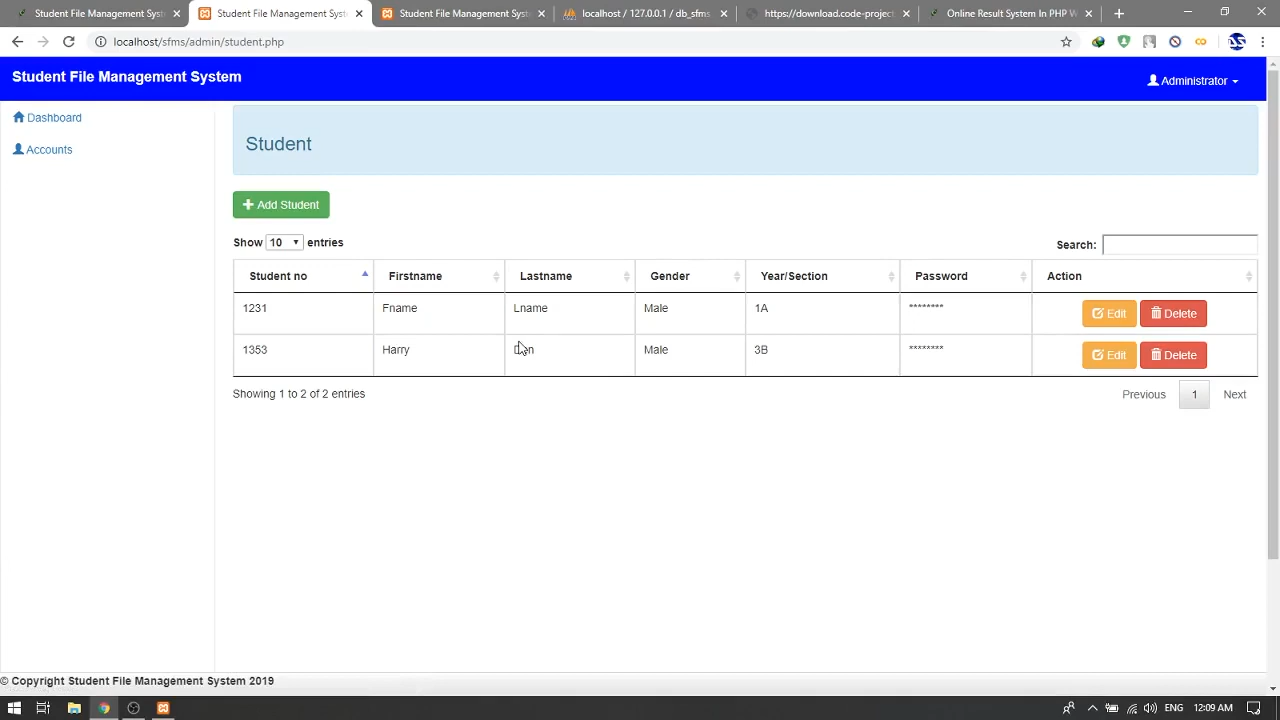 Student File Management Syst
Student File Management Syste
Student File Management Syste
localhost / 127.0.0.1 / db_sfms
https://download.code-project
Online Result System In PHP W
localhost/sfms/admin/student.php
Student File Management System
Administrator
Dashboard
Accounts
Student
Add Student
Show 10 entries
Search:
Student no Firstname Lastname Gender Year/Section Password Action
1231 Fname Lname Male 1A ******** Edit Delete
1353 Harry Male 3B ******** Edit Delete
Showing 1 to 2 of 2 entries
Previous 1 Next
© Copyright Student File Management System 2019
ENG 12:09 AM